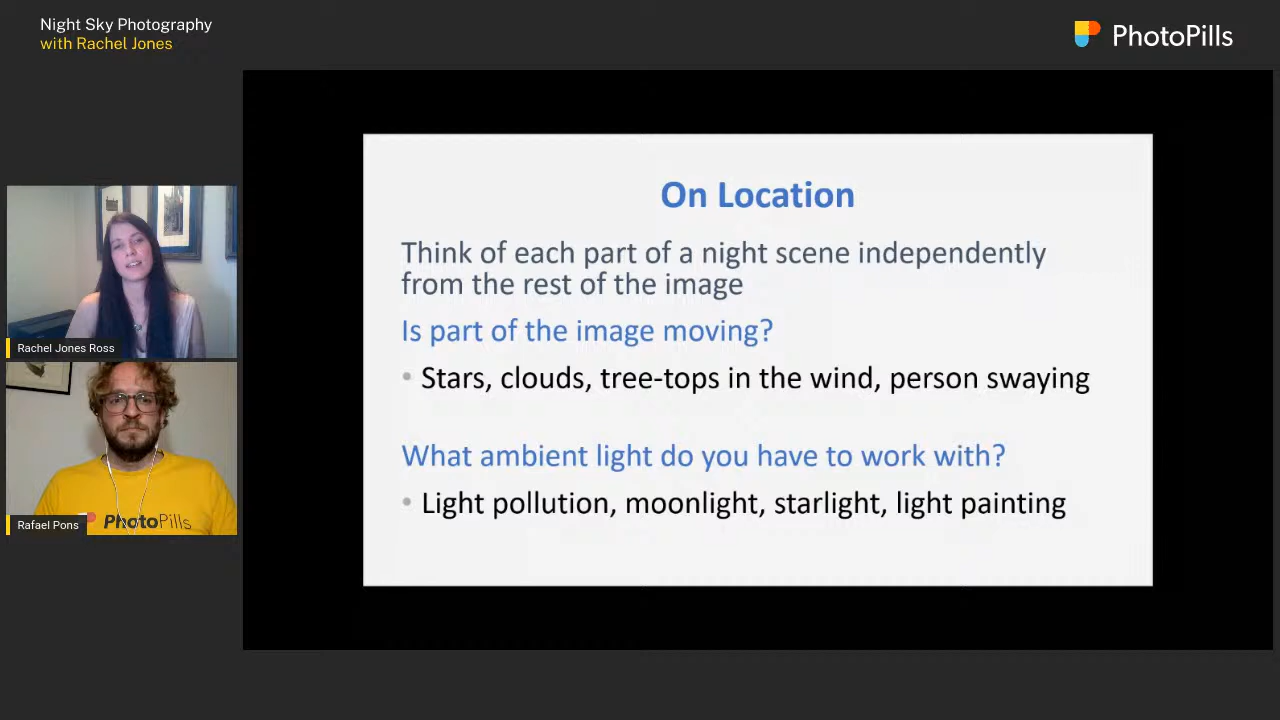 Night Sky Photography
with Rachel Jones
PhotoPills
On Location
Think of each part of a night scene independently
from the rest of the image
Is part of the image moving?
• Stars, clouds, tree-tops in the wind, person swaying
What ambient light do you have to work with?
• Light pollution, moonlight, starlight, light painting
Rachel Jones Ross
PhotoPills
Rafael Pons